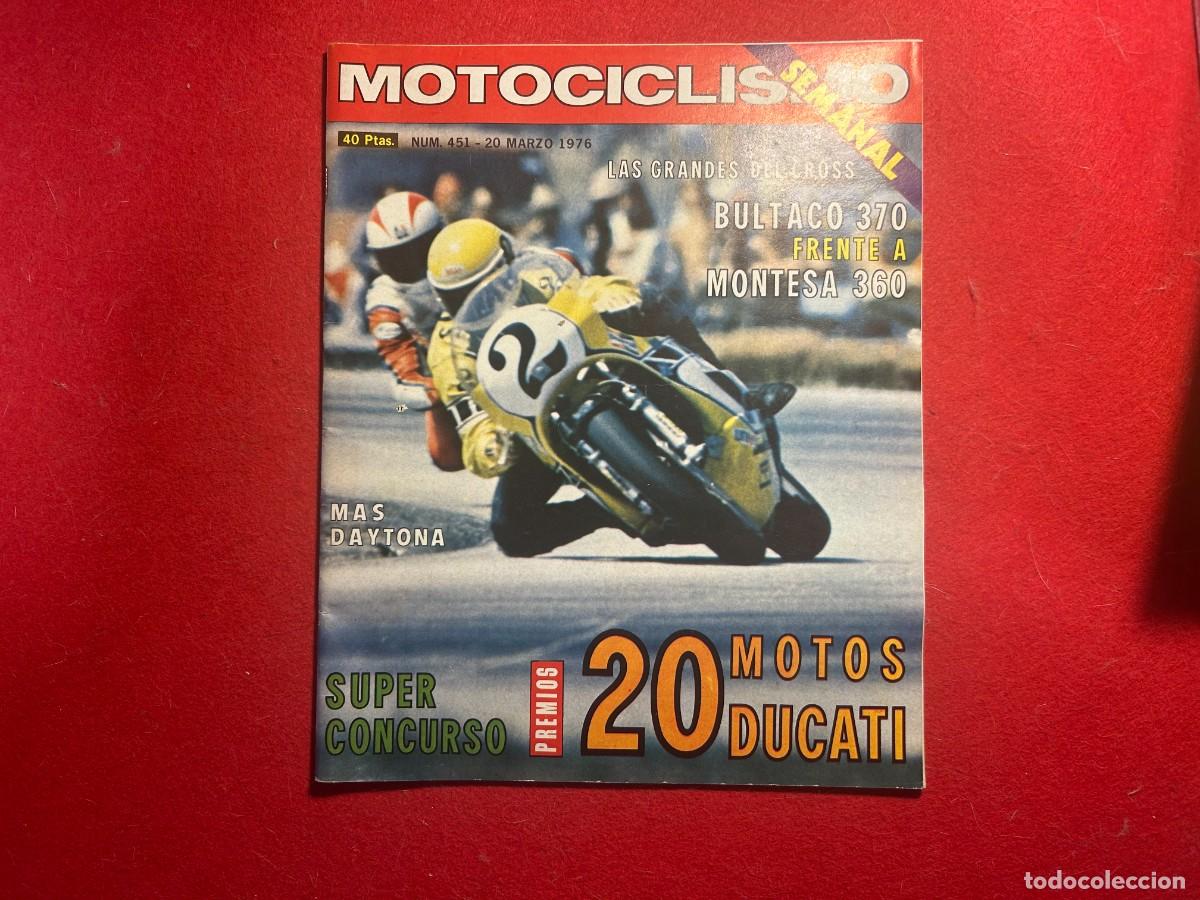 MOTOCICLISMO
SEMANAL
40 Ptas. NUM. 451 - 20 MARZO 1976
LAS GRANDES DEL CROSS
BULTACO 370
FRENTE A
MONTESA 360
2
MAS
DAYTONA
SUPER
CONCURSO
PREMIOS
20 MOTOS
DUCATI
todocoleccion